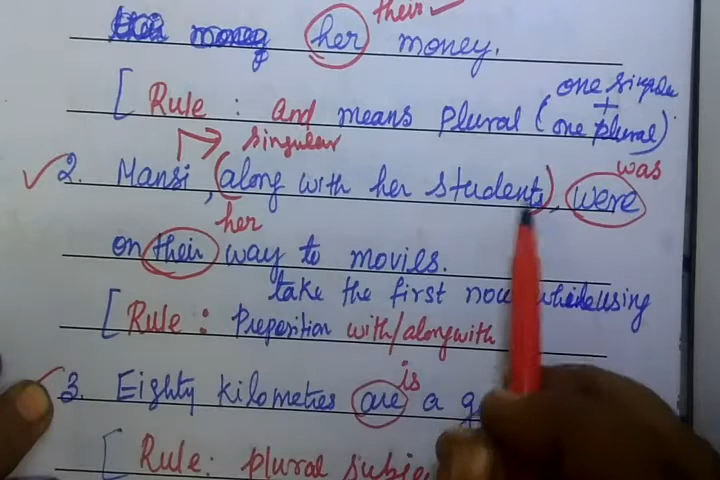 their ✓
her money.
one simple
+
[ Rule : and means plural ( one plural)
singular
was
✓ 2. Mansi, (along with her students), were
her
on their way to movies.
take the first noun while using
[ Rule : Preposition with/alongwith
is
✓ 3. Eighty kilometres are a
[ Rule: plural